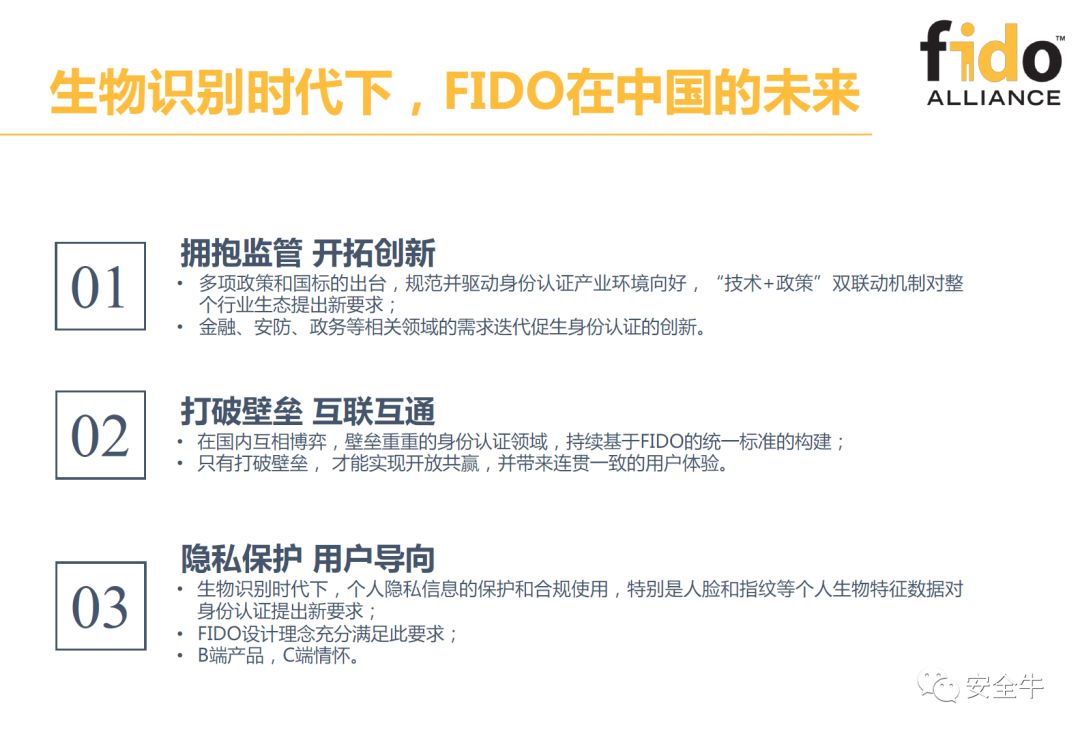 生物识别时代下，FIDO在中国的未来
fido™
ALLIANCE
01
拥抱监管 开拓创新
• 多项政策和国标的出台，规范并驱动身份认证产业环境向好，“技术+政策”双联动机制对整
个行业生态提出新要求；
• 金融、安防、政务等相关领域的需求迭代促生身份认证的创新。
02
打破壁垒 互联互通
• 在国内互相博弈，壁垒重重的身份认证领域，持续基于FIDO的统一标准的构建；
• 只有打破壁垒， 才能实现开放共赢，并带来连贯一致的用户体验。
03
隐私保护 用户导向
• 生物识别时代下，个人隐私信息的保护和合规使用，特别是人脸和指纹等个人生物特征数据对
身份认证提出新要求；
• FIDO设计理念充分满足此要求；
• B端产品，C端情怀。
安全牛